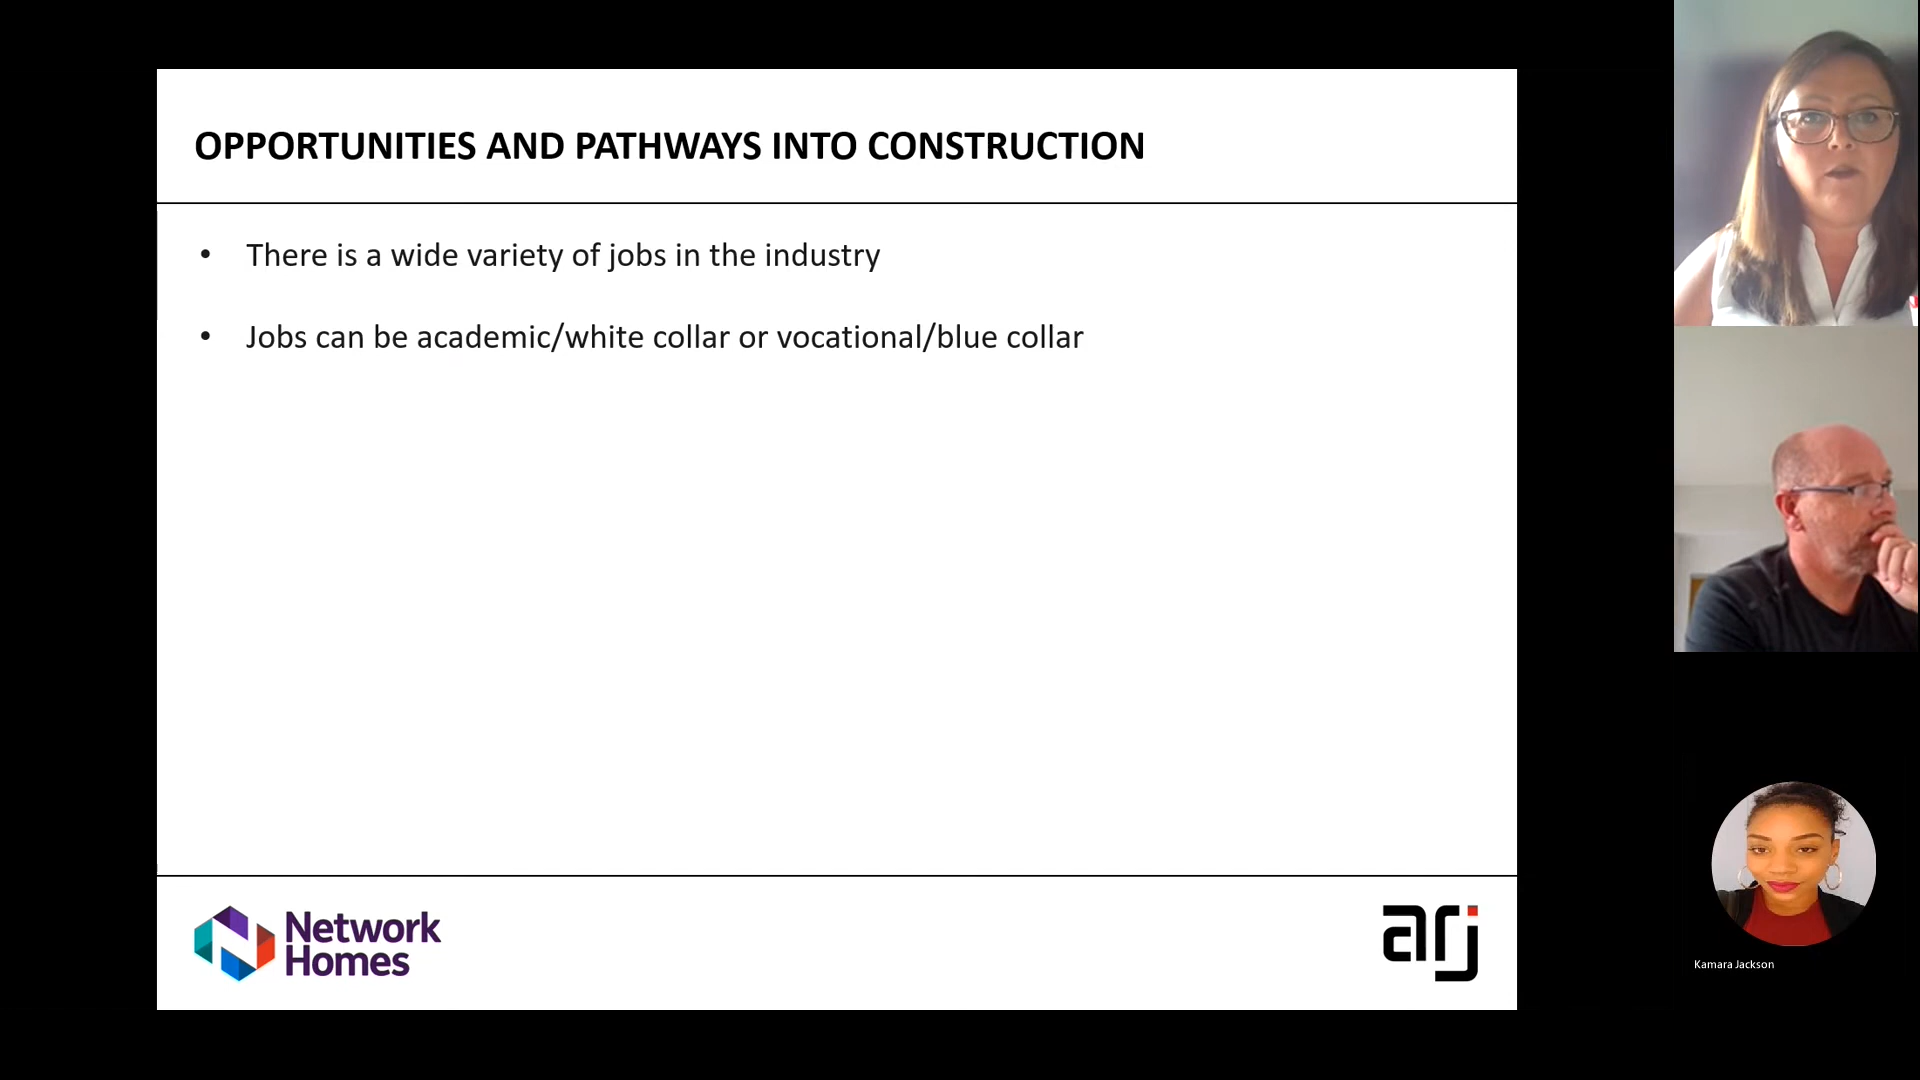 OPPORTUNITIES AND PATHWAYS INTO CONSTRUCTION
• There is a wide variety of jobs in the industry
• Jobs can be academic/white collar or vocational/blue collar
Network
Homes
arj
Kamara Jackson